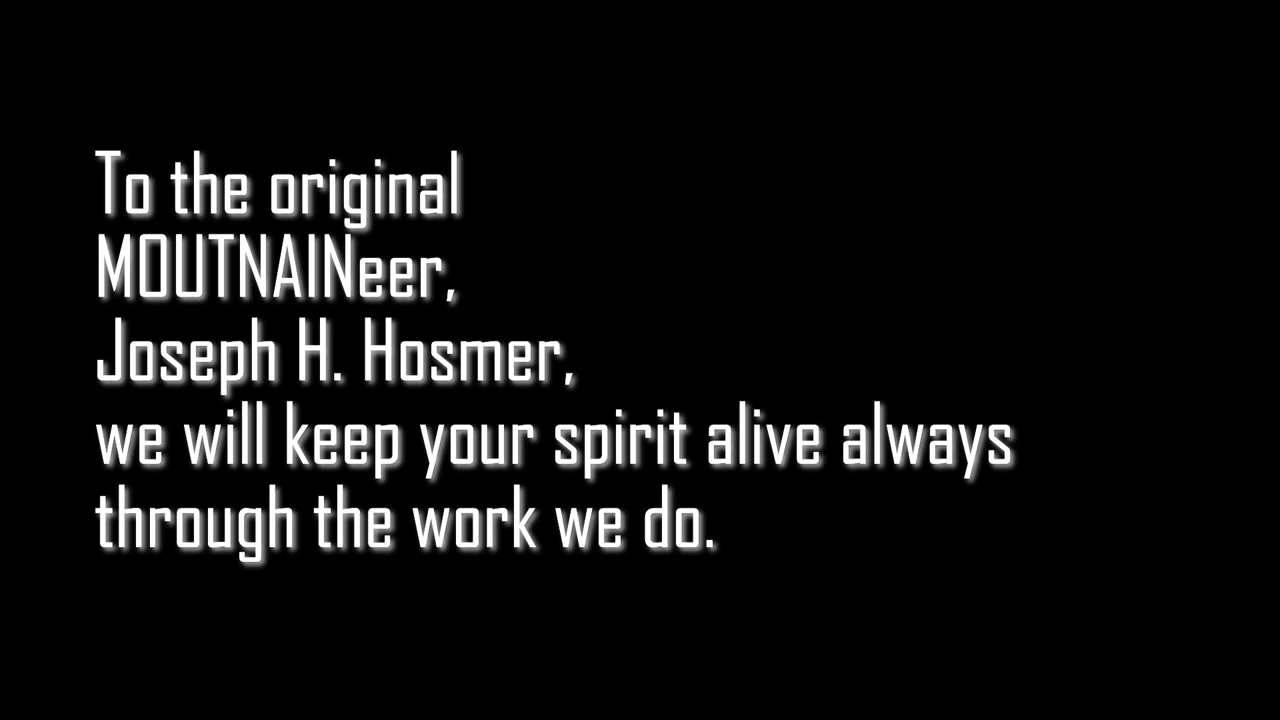 To the original
MOUTNAINeer,
Joseph H. Hosmer,
we will keep your spirit alive always
through the work we do.